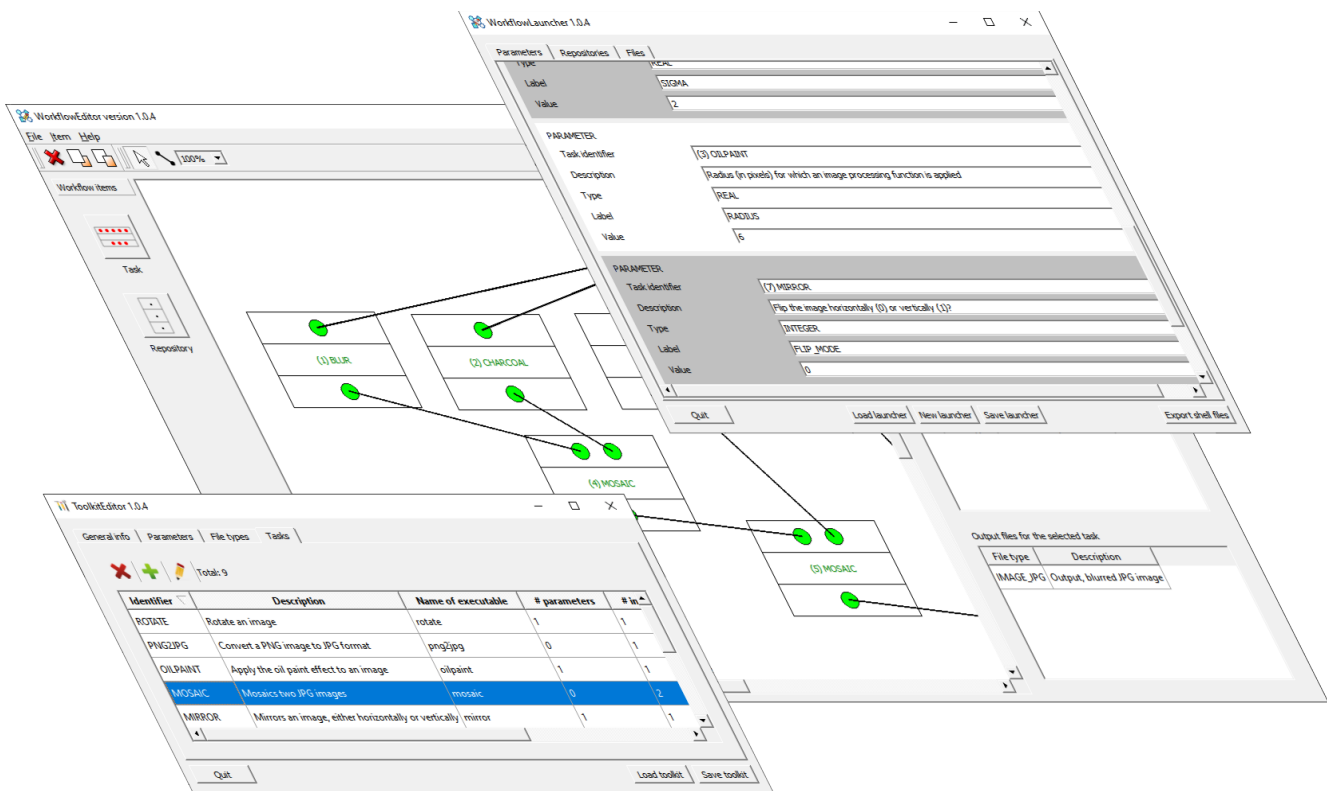 WorkflowLauncher 1.0.4
Parameters Repositories Files
Type REAL
Label SIGMA
Value 2
PARAMETER
Task identifier (3) OILPAINT
Description Radius (in pixels) for which an image processing function is applied.
Type REAL
Label RADIUS
Value 6
PARAMETER
Task identifier (7) MIRROR
Description Flip the image horizontally (0) or vertically (1)?
Type INTEGER
Label FLIP_MODE
Value 0
Quit Load launcher New launcher Save launcher Export shell files
WorkflowEditor version 1.0.4
File Item Help
100%
Workflow items
Task
Repository
(1) BLUR (2) CHARCOAL
(4) MOSAIC
(5) MOSAIC
Output files for the selected task
File type Description
IMAGE_JPG Output, blurred JPG image
ToolkitEditor 1.0.4
General info Parameters File types Tasks
Total: 9
Identifier Description Name of executable # parameters # in
ROTATE Rotate an image rotate 1 1
PNG2JPG Convert a PNG image to JPG format png2jpg 0 1
OILPAINT Apply the oil paint effect to an image oilpaint 1 1
MOSAIC Mosaics two JPG images mosaic 0 2
MIRROR Mirrors an image, either horizontally or vertically mirror 1 1
Quit Load toolkit Save toolkit